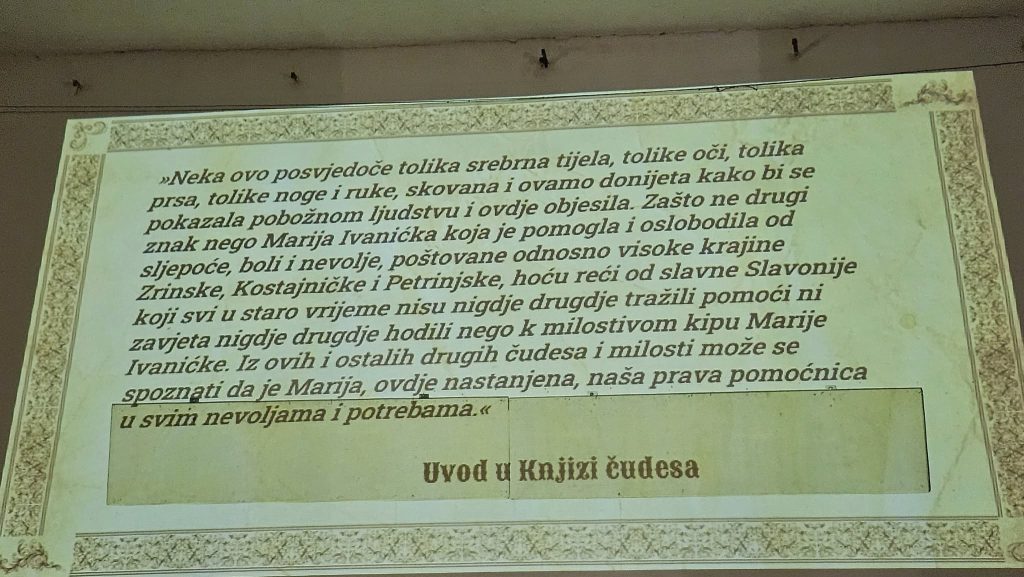 »Neka ovo posvjedoče tolika srebrna tijela, tolike oči, tolika
prsa, tolike noge i ruke, skovana i ovamo donijeta kako bi se
pokazala pobožnom ljudstvu i ovdje objesila. Zašto ne drugi
znak nego Marija Ivanićka koja je pomogla i oslobodila od
sljepoće, boli i nevolje, poštovane odnosno visoke krajine
Zrinske, Kostajničke i Petrinjske, hoću reći od slavne Slavonije
koji svi u staro vrijeme nisu nigdje drugdje tražili pomoći ni
zavjeta nigdje drugdje hodili nego k milostivom kipu Marije
Ivanićke. Iz ovih i ostalih drugih čudesa i milosti može se
spoznati da je Marija, ovdje nastanjena, naša prava pomoćnica
u svim nevoljama i potrebama.«
Uvod u Knjizi čudesa